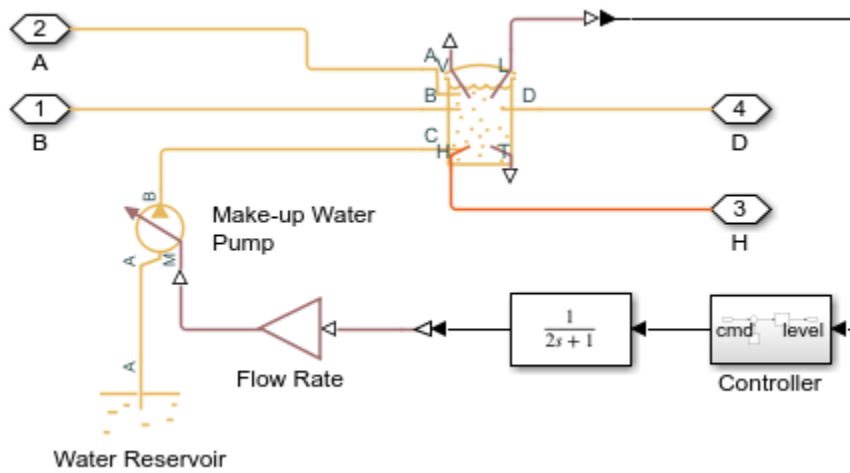 2
A
A
V
L
B
D
1
B
4
D
C
H
T
B
3
H
Make-up Water
Pump
A
M
1
2s + 1
cmd
level
Flow Rate
Controller
A
Water Reservoir